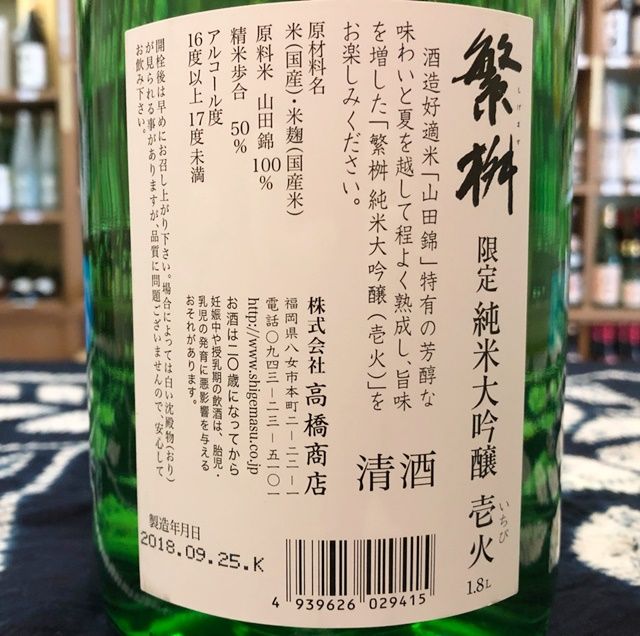 繁桝
しげます
限定 純米大吟醸 壱火
いちび
1.8L
酒造好適米「山田錦」特有の芳醇な
味わいと夏を越して程よく熟成し、旨味
を増した「繁桝 純米大吟醸(壱火)」を
お楽しみください。
清酒
原材料名
米(国産)・米麹(国産米)
原料米 山田錦100%
精米歩合 50%
アルコール度
16度以上17度未満
株式会社 高橋商店
福岡県八女市本町二-二二-一
電話〇九四三-二三-五一〇一
http://www.shigemasu.co.jp
お酒は二〇歳になってから
妊娠中や授乳期の飲酒は、胎児・
乳児の発育に悪影響を与える
おそれがあります。
開栓後は早めにお召し上がり下さい。場合によっては白い沈殿物(おり)
が見られる事がありますが、品質に問題ございませんので、安心して
お飲み下さい。
製造年月日
2018.09.25.K
4 939626 029415